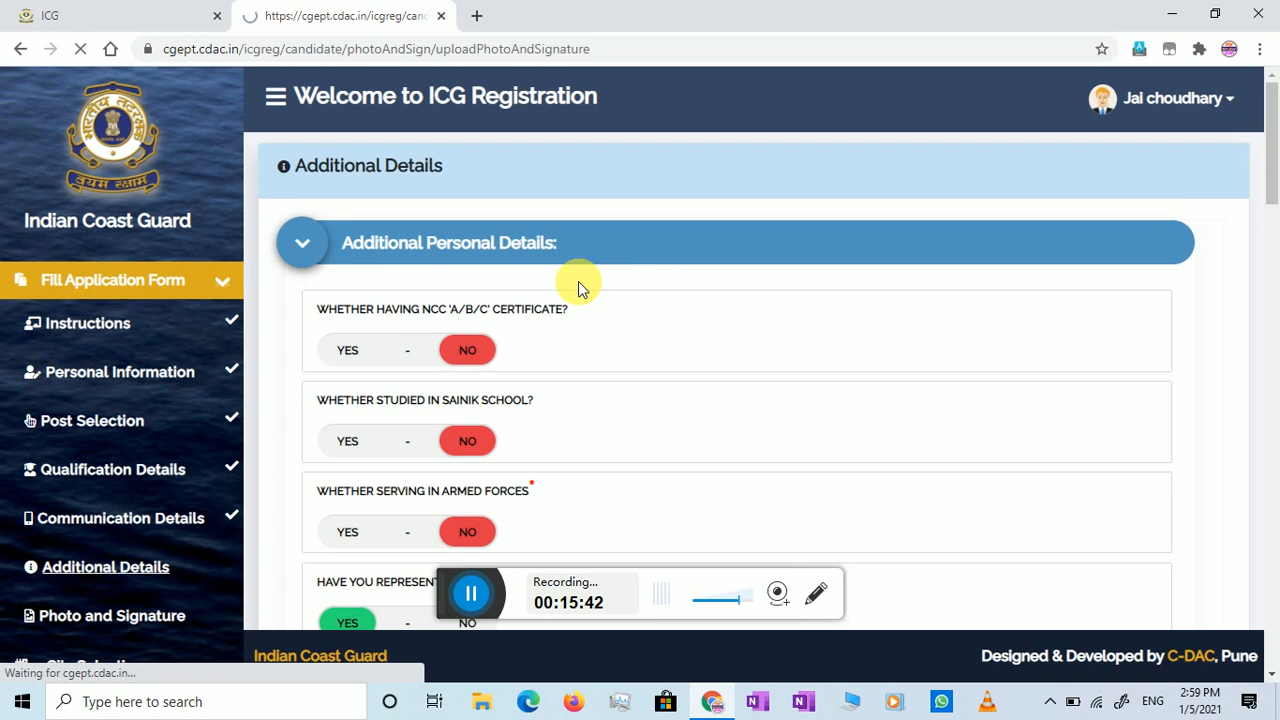 ICG
https://cgept.cdac.in/icgreg/can
cgept.cdac.in/icgreg/candidate/photoAndSign/uploadPhotoAndSignature
भारतीय तटरक्षक
वयम रक्षामः
Indian Coast Guard
Fill Application Form
Instructions
Personal Information
Post Selection
Qualification Details
Communication Details
Additional Details
Photo and Signature
Welcome to ICG Registration
Jai choudhary
Additional Details
Additional Personal Details:
WHETHER HAVING NCC 'A/B/C' CERTIFICATE?
YES - NO
WHETHER STUDIED IN SAINIK SCHOOL?
YES - NO
WHETHER SERVING IN ARMED FORCES*
YES - NO
HAVE YOU REPRESENT
YES - NO
Recording...
00:15:42
Indian Coast Guard
Designed & Developed by C-DAC, Pune
Waiting for cgept.cdac.in...
Type here to search
ENG
2:59 PM
1/5/2021